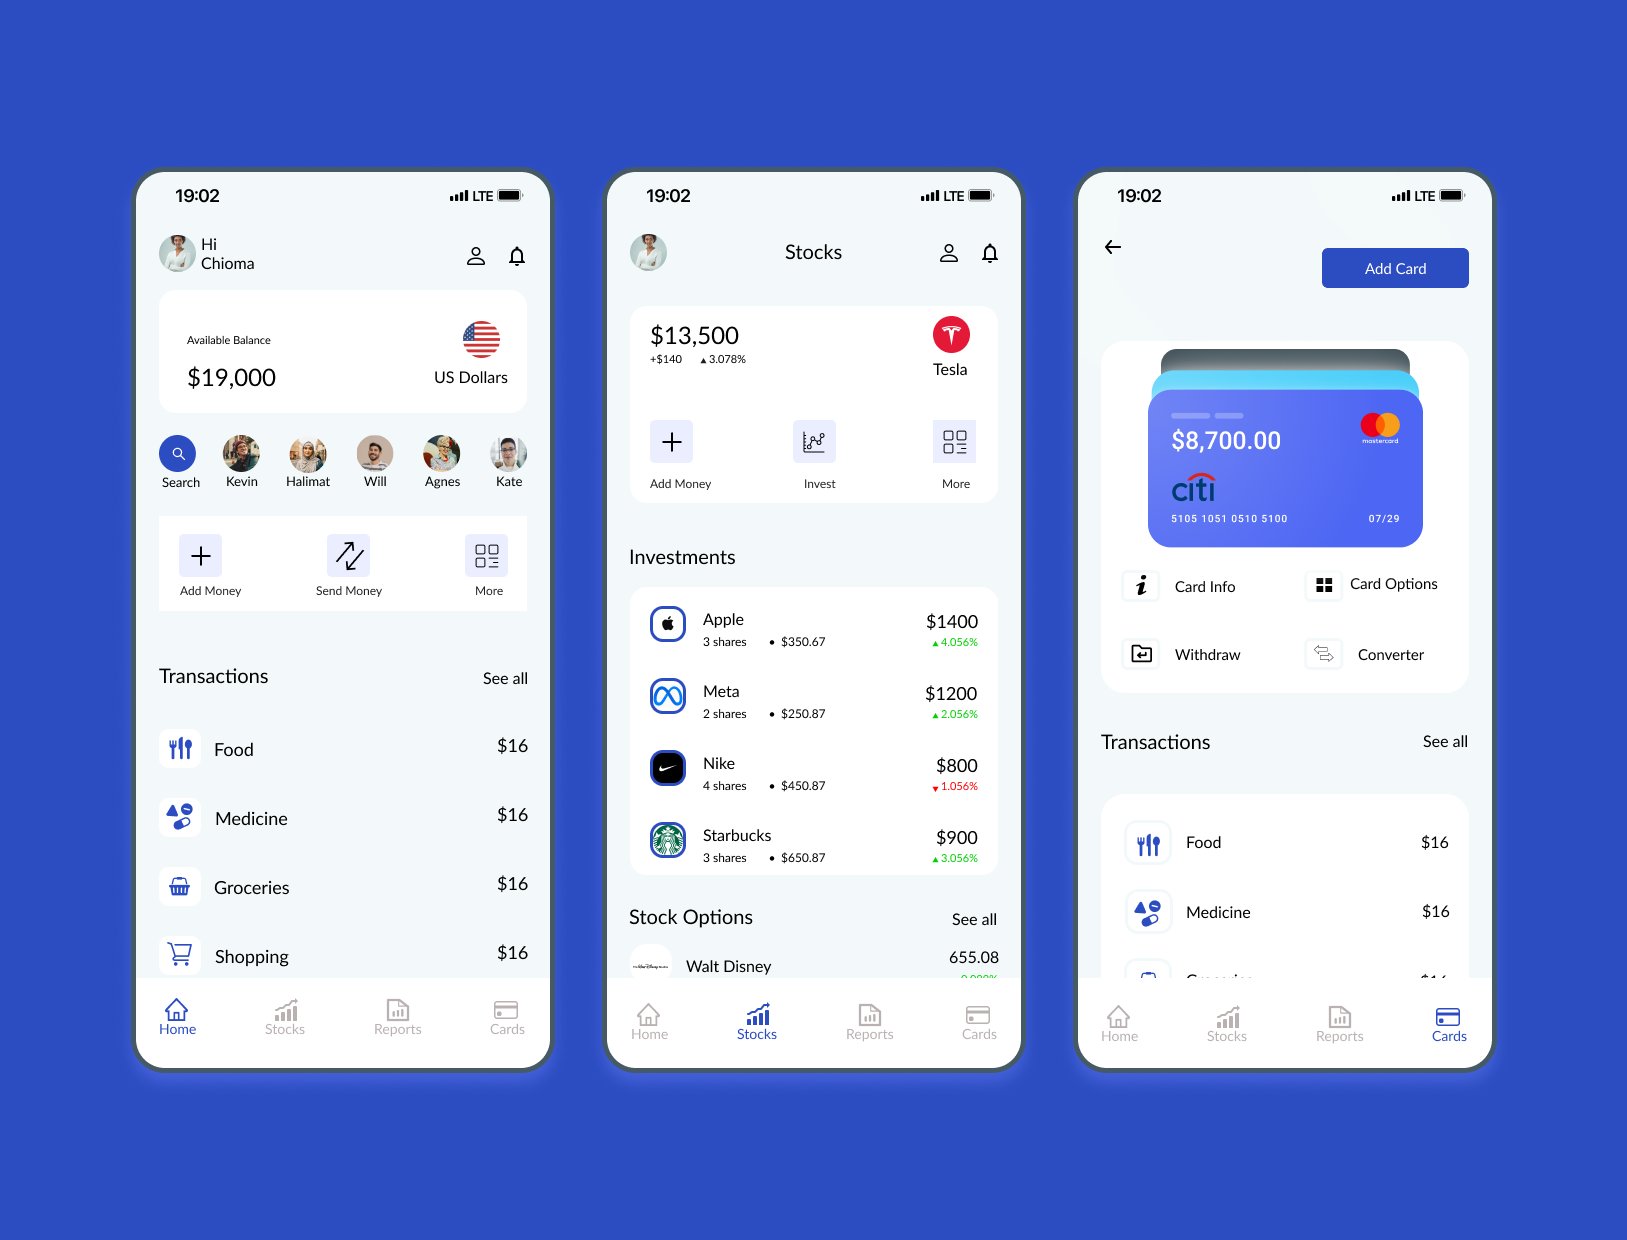 19:02
LTE
Hi
Chioma
Available Balance
$19,000
US Dollars
Search
Kevin
Halimat
Will
Agnes
Kate
Add Money
Send Money
More
Transactions
See all
Food
$16
Medicine
$16
Groceries
$16
Shopping
$16
Home
Stocks
Reports
Cards
19:02
LTE
Stocks
$13,500
+$140 ▲3.078%
Tesla
Add Money
Invest
More
Investments
Apple
$1400
3 shares • $350.67
▲4.056%
Meta
$1200
2 shares • $250.87
▲2.056%
Nike
$800
4 shares • $450.87
▼1.056%
Starbucks
$900
3 shares • $650.87
▲3.056%
Stock Options
See all
Walt Disney
655.08
Home
Stocks
Reports
Cards
19:02
LTE
Add Card
$8,700.00
mastercard
citi
5105 1051 0510 5100
07/29
Card Info
Card Options
Withdraw
Converter
Transactions
See all
Food
$16
Medicine
$16
Home
Stocks
Reports
Cards